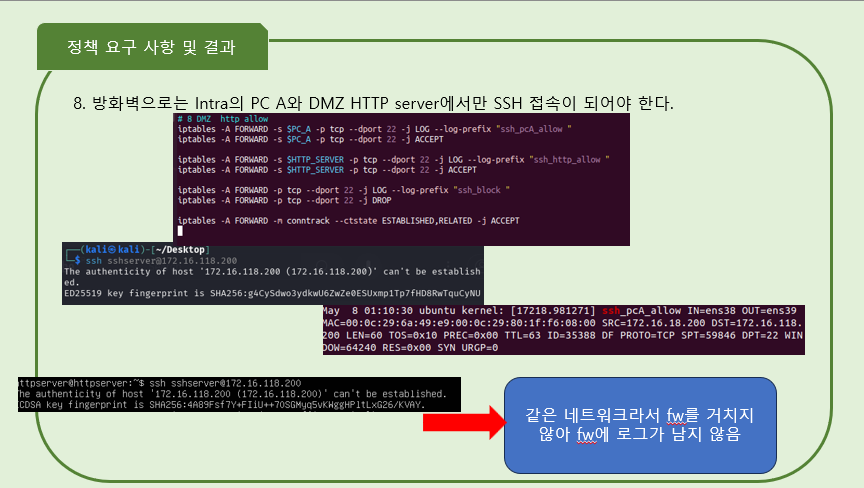 정책 요구 사항 및 결과
8. 방화벽으로는 Intra의 PC A와 DMZ HTTP server에서만 SSH 접속이 되어야 한다.
# 8 DMZ  http allow
iptables -A FORWARD -s $PC_A -p tcp --dport 22 -j LOG --log-prefix "ssh_pcA_allow "
iptables -A FORWARD -s $PC_A -p tcp --dport 22 -j ACCEPT
iptables -A FORWARD -s $HTTP_SERVER -p tcp --dport 22 -j LOG --log-prefix "ssh_http_allow "
iptables -A FORWARD -s $HTTP_SERVER -p tcp --dport 22 -j ACCEPT
iptables -A FORWARD -p tcp --dport 22 -j LOG --log-prefix "ssh_block "
iptables -A FORWARD -p tcp --dport 22 -j DROP
iptables -A FORWARD -m conntrack --ctstate ESTABLISHED,RELATED -j ACCEPT
(kali㉿kali)-[~/Desktop]
$ ssh sshserver@172.16.118.200
The authenticity of host '172.16.118.200 (172.16.118.200)' can't be establish
ed.
ED25519 key fingerprint is SHA256:g4CySdwo3ydkwU6ZwZe0ESUxmp1Tp7fHD8RwTquCyNU
May  8 01:10:30 ubuntu kernel: [17218.981271] ssh_pcA_allow IN=ens38 OUT=ens39
MAC=00:0c:29:6a:49:e9:00:0c:29:80:1f:f6:08:00 SRC=172.16.18.200 DST=172.16.118.
200 LEN=60 TOS=0x10 PREC=0x00 TTL=63 ID=35388 DF PROTO=TCP SPT=59846 DPT=22 WIN
DOW=64240 RES=0x00 SYN URGP=0
httpserver@httpserver:~$ ssh sshserver@172.16.118.200
The authenticity of host '172.16.118.200 (172.16.118.200)' can't be established.
ECDSA key fingerprint is
같은 네트워크라서 fw를 거치지
않아 fw에 로그가 남지 않음